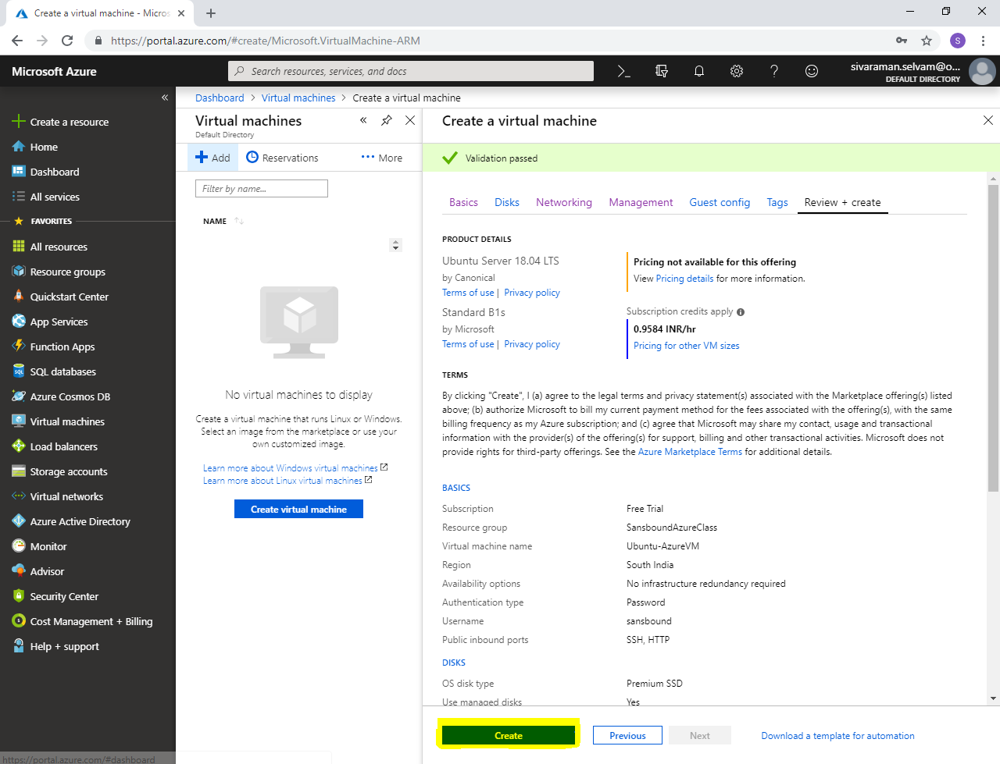 Create a virtual machine - Micros
https://portal.azure.com/#create/Microsoft.VirtualMachine-ARM
S
Microsoft Azure
Search resources, services, and docs
sivaraman.selvam@o...
DEFAULT DIRECTORY
Create a resource
Home
Dashboard
All services
FAVORITES
All resources
Resource groups
Quickstart Center
App Services
Function Apps
SQL databases
Azure Cosmos DB
Virtual machines
Load balancers
Storage accounts
Virtual networks
Azure Active Directory
Monitor
Advisor
Security Center
Cost Management + Billing
Help + support
https://portal.azure.com/#dashboard
Dashboard > Virtual machines > Create a virtual machine
Virtual machines
Default Directory
Add
Reservations
More
Filter by name...
NAME
No virtual machines to display
Create a virtual machine that runs Linux or Windows.
Select an image from the marketplace or use your
own customized image.
Learn more about Windows virtual machines
Learn more about Linux virtual machines
Create virtual machine
Create a virtual machine
Validation passed
Basics Disks Networking Management Guest config Tags Review + create
PRODUCT DETAILS
Ubuntu Server 18.04 LTS
by Canonical
Terms of use | Privacy policy
Pricing not available for this offering
View Pricing details for more information.
Standard B1s
by Microsoft
Terms of use | Privacy policy
Subscription credits apply
0.9584 INR/hr
Pricing for other VM sizes
TERMS
By clicking "Create", I (a) agree to the legal terms and privacy statement(s) associated with the Marketplace offering(s) listed
above; (b) authorize Microsoft to bill my current payment method for the fees associated with the offering(s), with the same
billing frequency as my Azure subscription; and (c) agree that Microsoft may share my contact, usage and transactional
information with the provider(s) of the offering(s) for support, billing and other transactional activities. Microsoft does not
provide rights for third-party offerings. See the Azure Marketplace Terms for additional details.
BASICS
Subscription Free Trial
Resource group SansboundAzureClass
Virtual machine name Ubuntu-AzureVM
Region South India
Availability options No infrastructure redundancy required
Authentication type Password
Username sansbound
Public inbound ports SSH, HTTP
DISKS
OS disk type Premium SSD
Use managed disks Yes
Create
Previous
Next
Download a template for automation